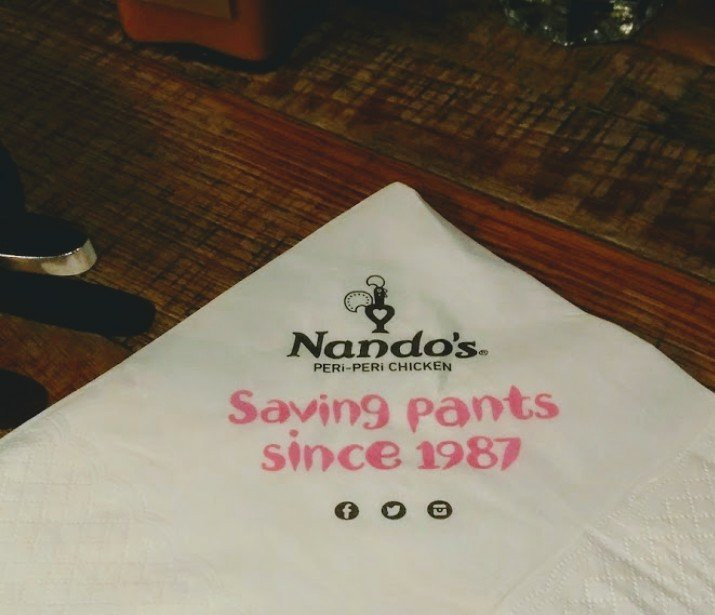 Nando's®
PERi-PERi CHICKEN
Saving pants
since 1987